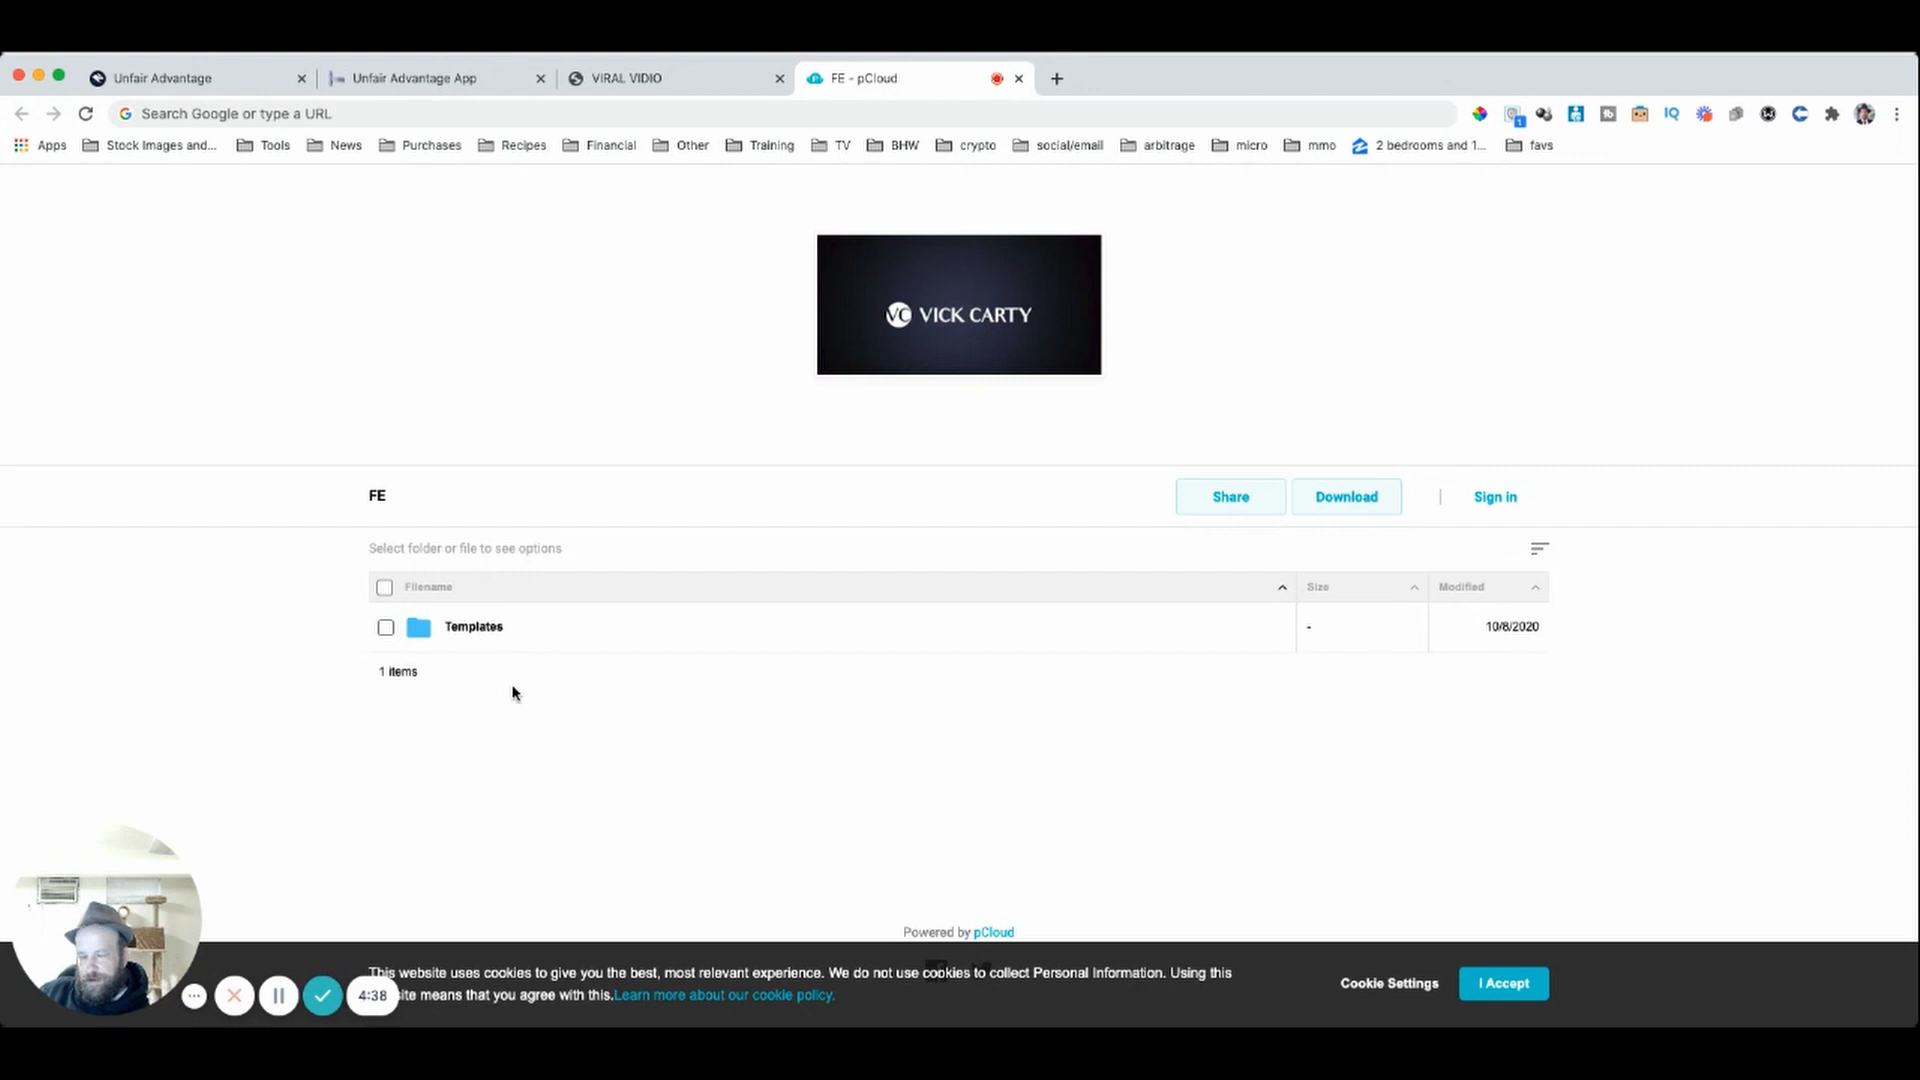 Unfair Advantage
Unfair Advantage App
VIRAL VIDIO
FE - pCloud
Search Google or type a URL
1
IQ
Apps
Stock Images and...
Tools
News
Purchases
Recipes
Financial
Other
Training
TV
BHW
crypto
social/email
arbitrage
micro
mmo
2 bedrooms and 1...
favs
VC VICK CARTY
FE
Share
Download
Sign in
Select folder or file to see options
Filename
Size
Modified
Templates
-
10/8/2020
1 items
Powered by pCloud
This website uses cookies to give you the best, most relevant experience. We do not use cookies to collect Personal Information. Using this
site means that you agree with this.Learn more about our cookie policy.
Cookie Settings
I Accept
4:38